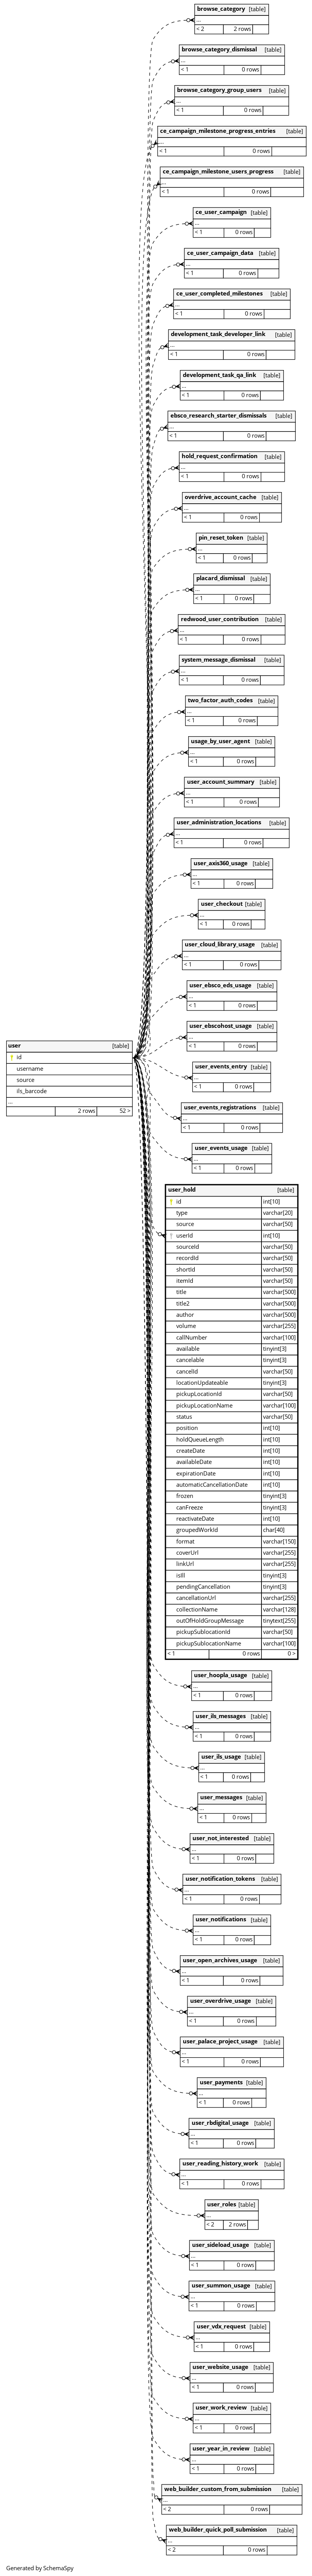 browse_category [table]
...
< 2 2 rows
browse_category_dismissal [table]
...
< 1 0 rows
browse_category_group_users [table]
...
< 1 0 rows
ce_campaign_milestone_progress_entries [table]
...
< 1 0 rows
ce_campaign_milestone_users_progress [table]
...
< 1 0 rows
ce_user_campaign [table]
...
< 1 0 rows
ce_user_campaign_data [table]
...
< 1 0 rows
ce_user_completed_milestones [table]
...
< 1 0 rows
development_task_developer_link [table]
...
< 1 0 rows
development_task_qa_link [table]
...
< 1 0 rows
ebsco_research_starter_dismissals [table]
...
< 1 0 rows
hold_request_confirmation [table]
...
< 1 0 rows
overdrive_account_cache [table]
...
< 1 0 rows
pin_reset_token [table]
...
< 1 0 rows
placard_dismissal [table]
...
< 1 0 rows
redwood_user_contribution [table]
...
< 1 0 rows
system_message_dismissal [table]
...
< 1 0 rows
two_factor_auth_codes [table]
...
< 1 0 rows
usage_by_user_agent [table]
...
< 1 0 rows
user_account_summary [table]
...
< 1 0 rows
user_administration_locations [table]
...
< 1 0 rows
user_axis360_usage [table]
...
< 1 0 rows
user_checkout [table]
...
< 1 0 rows
user_cloud_library_usage [table]
...
< 1 0 rows
user_ebsco_eds_usage [table]
...
< 1 0 rows
user_ebscohost_usage [table]
...
< 1 0 rows
user [table]
id
username
source
ils_barcode
...
2 rows 52 >
user_events_entry [table]
...
< 1 0 rows
user_events_registrations [table]
...
< 1 0 rows
user_events_usage [table]
...
< 1 0 rows
user_hold [table]
id int[10]
type varchar[20]
source varchar[50]
userId int[10]
sourceId varchar[50]
recordId varchar[50]
shortId varchar[50]
itemId varchar[50]
title varchar[500]
title2 varchar[500]
author varchar[500]
volume varchar[255]
callNumber varchar[100]
available tinyint[3]
cancelable tinyint[3]
cancelId varchar[50]
locationUpdateable tinyint[3]
pickupLocationId varchar[50]
pickupLocationName varchar[100]
status varchar[50]
position int[10]
holdQueueLength int[10]
createDate int[10]
availableDate int[10]
expirationDate int[10]
automaticCancellationDate int[10]
frozen tinyint[3]
canFreeze tinyint[3]
reactivateDate int[10]
groupedWorkId char[40]
format varchar[150]
coverUrl varchar[255]
linkUrl varchar[255]
isIll tinyint[3]
pendingCancellation tinyint[3]
cancellationUrl varchar[255]
collectionName varchar[128]
outOfHoldGroupMessage tinytext[255]
pickupSublocationId varchar[50]
pickupSublocationName varchar[100]
< 1 0 rows 0 >
user_hoopla_usage [table]
...
< 1 0 rows
user_ils_messages [table]
...
< 1 0 rows
user_ils_usage [table]
...
< 1 0 rows
user_messages [table]
...
< 1 0 rows
user_not_interested [table]
...
< 1 0 rows
user_notification_tokens [table]
...
< 1 0 rows
user_notifications [table]
...
< 1 0 rows
user_open_archives_usage [table]
...
< 1 0 rows
user_overdrive_usage [table]
...
< 1 0 rows
user_palace_project_usage [table]
...
< 1 0 rows
user_payments [table]
...
< 1 0 rows
user_rbdigital_usage [table]
...
< 1 0 rows
user_reading_history_work [table]
...
< 1 0 rows
user_roles [table]
...
< 2 2 rows
user_sideload_usage [table]
...
< 1 0 rows
user_summon_usage [table]
...
< 1 0 rows
user_vdx_request [table]
...
< 1 0 rows
user_website_usage [table]
...
< 1 0 rows
user_work_review [table]
...
< 1 0 rows
user_year_in_review [table]
...
< 1 0 rows
web_builder_custom_from_submission [table]
...
< 2 0 rows
web_builder_quick_poll_submission [table]
...
< 2 0 rows
Generated by SchemaSpy